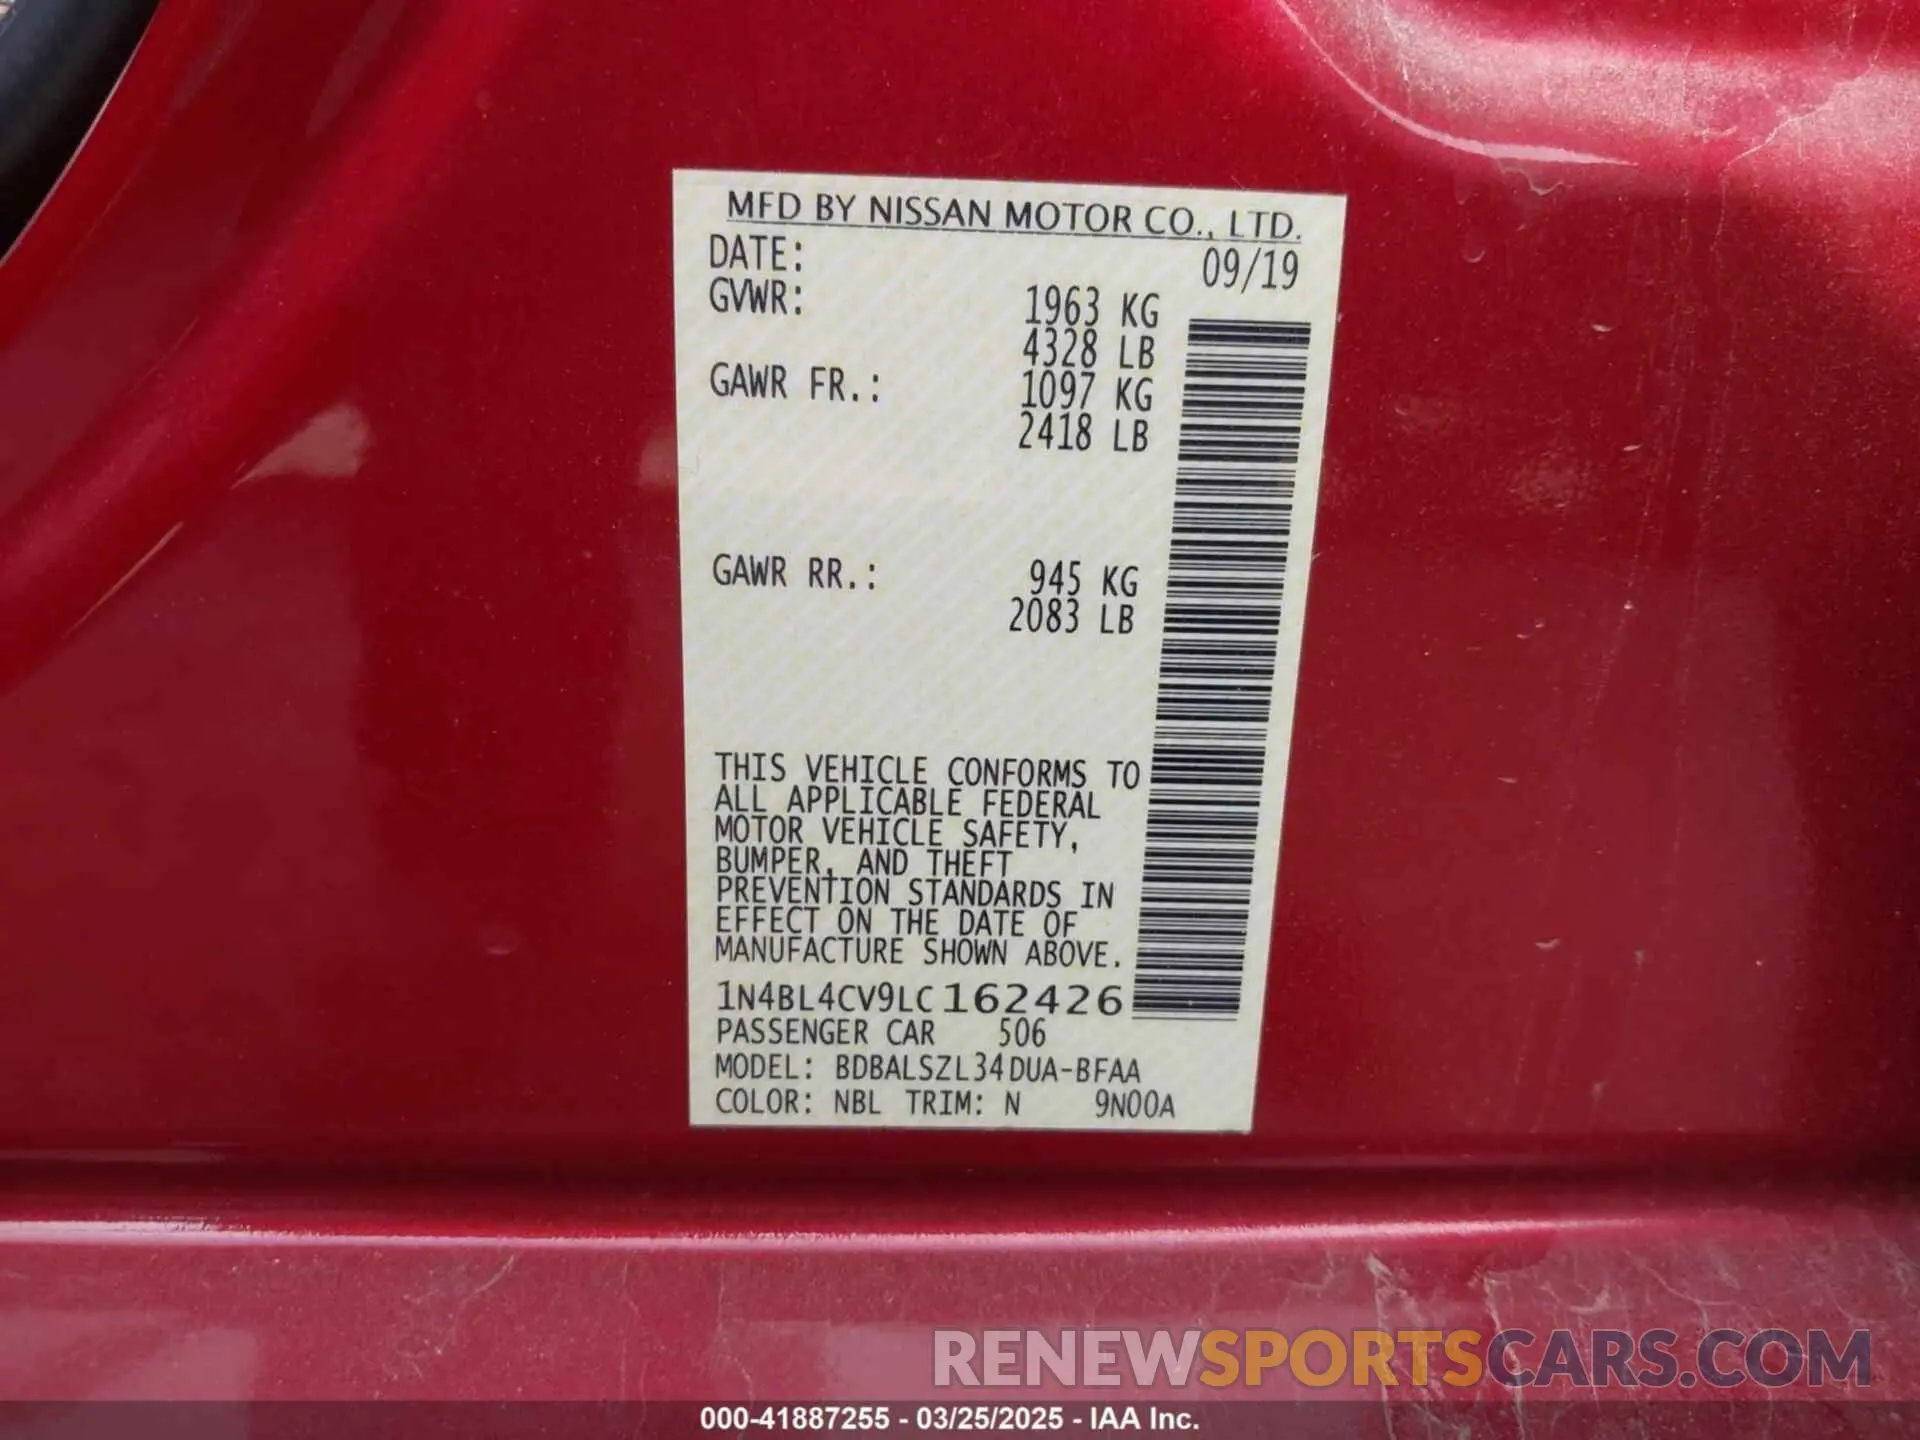 MFD BY NISSAN MOTOR CO., LTD.
DATE: 09/19
GVWR: 1963 KG
4328 LB
GAWR FR.: 1097 KG
2418 LB
GAWR RR.: 945 KG
2083 LB
THIS VEHICLE CONFORMS TO
ALL APPLICABLE FEDERAL
MOTOR VEHICLE SAFETY,
BUMPER, AND THEFT
PREVENTION STANDARDS IN
EFFECT ON THE DATE OF
MANUFACTURE SHOWN ABOVE.
1N4BL4CV9LC162426
PASSENGER CAR 506
MODEL: BDBALSZL34DUA-BFAA
COLOR: NBL TRIM: N 9N00A
RENEWSPORTSCARS.COM
000-41887255 - 03/25/2025 - IAA Inc.